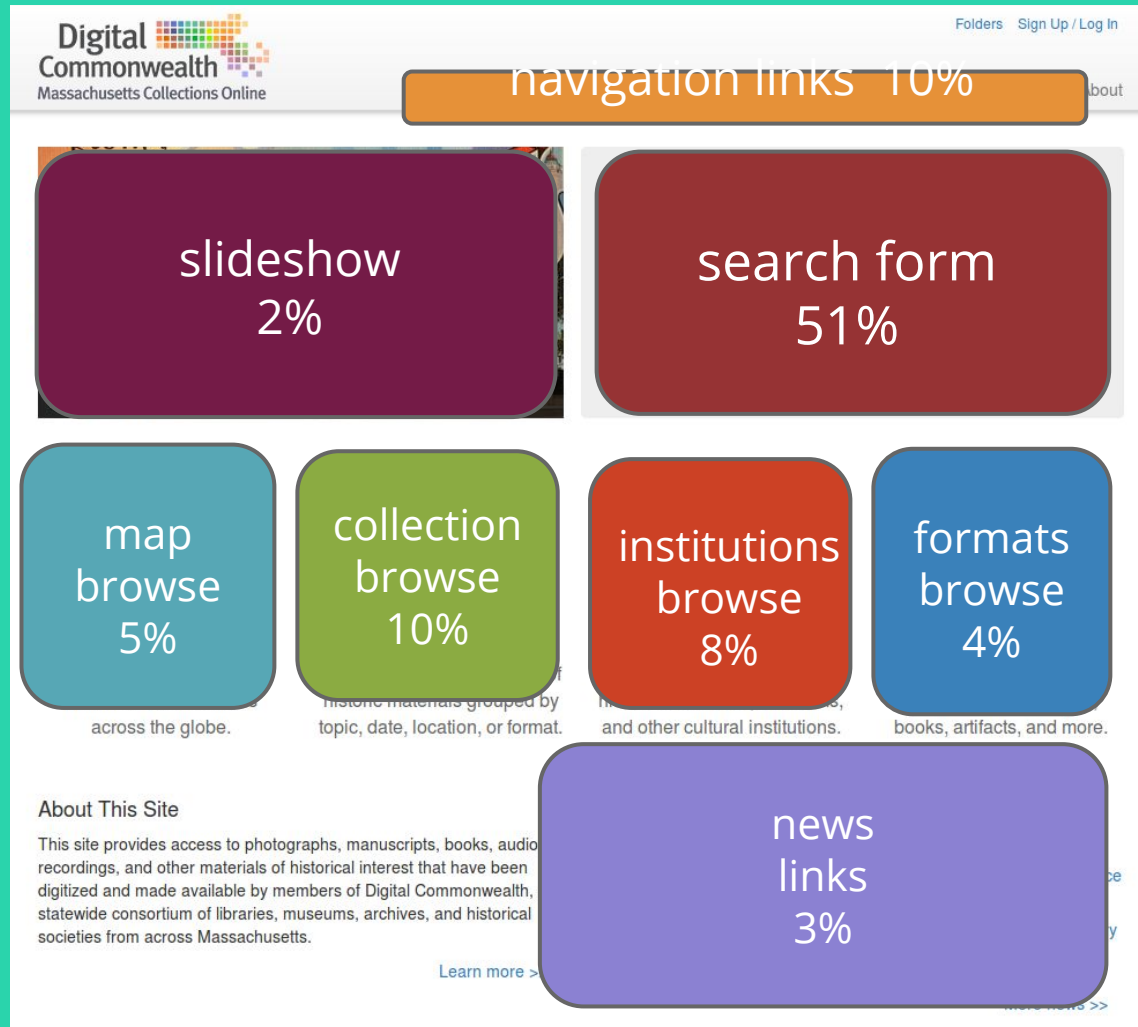 Digital
Commonwealth
Massachusetts Collections Online
Folders Sign Up / Log In
navigation links 10%
About
slideshow
2%
search form
51%
map
browse
5%
collection
browse
10%
institutions
browse
8%
formats
browse
4%
historic materials grouped by
across the globe.
topic, date, location, or format.
and other cultural institutions.
books, artifacts, and more.
About This Site
This site provides access to photographs, manuscripts, books, audio
recordings, and other materials of historical interest that have been
digitized and made available by members of Digital Commonwealth,
statewide consortium of libraries, museums, archives, and historical
societies from across Massachusetts.
Learn more >
news
links
3%
More news >>